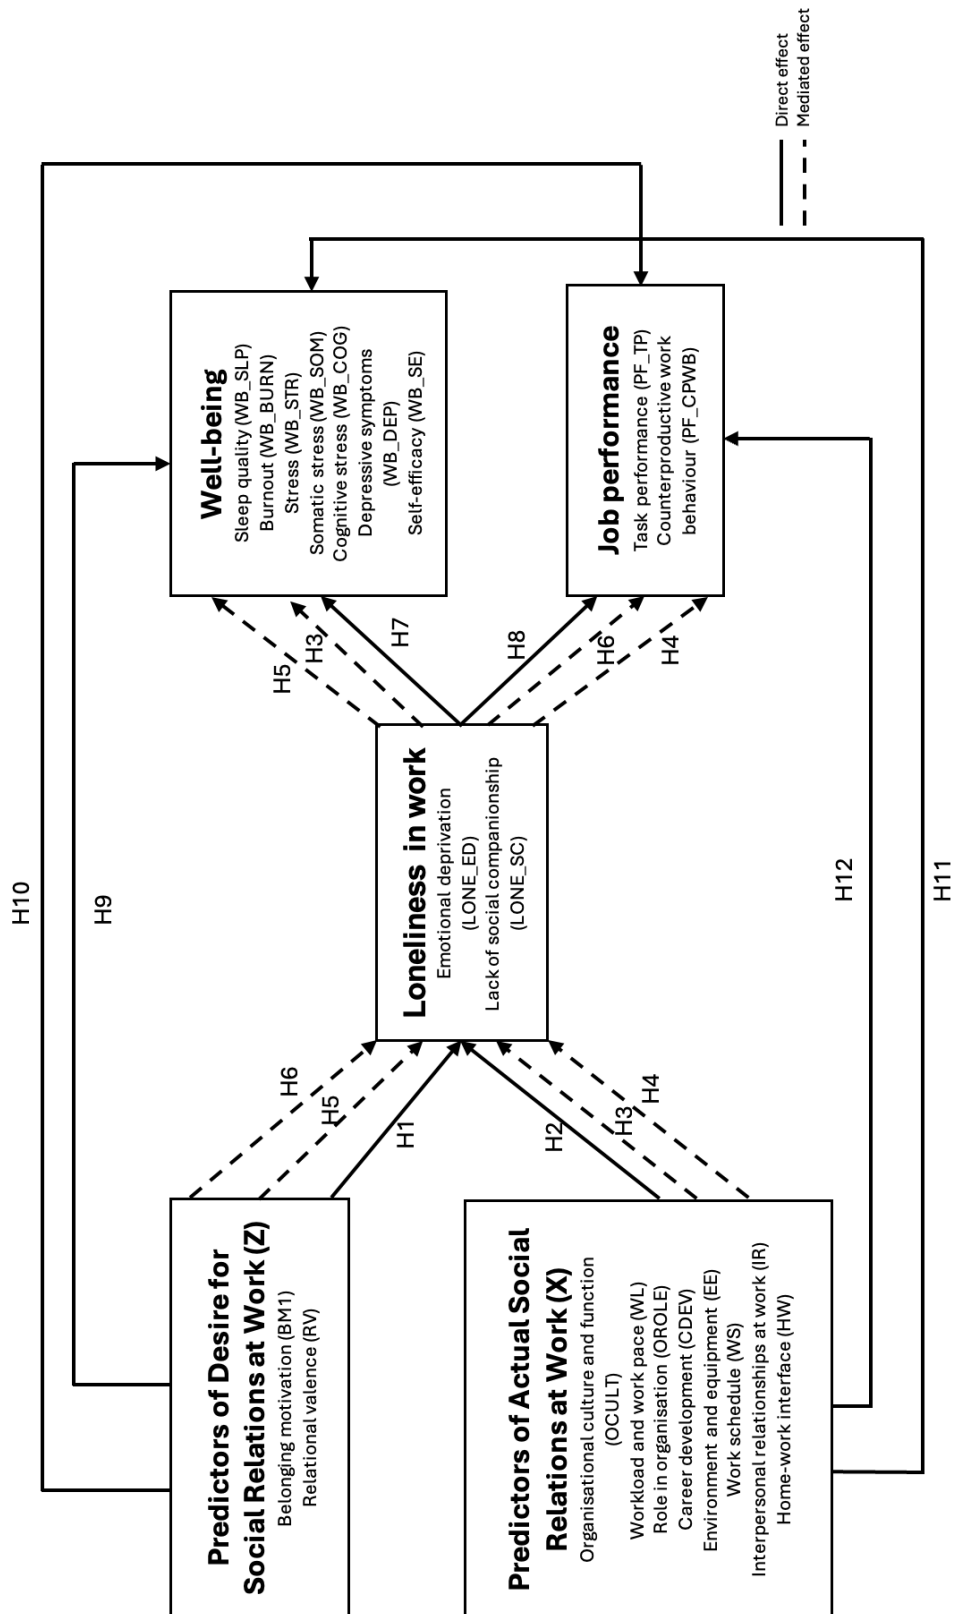 H10
H9
Predictors of Desire for
Social Relations at Work (Z)
Belonging motivation (BM1)
Relational valence (RV)
Predictors of Actual Social
Relations at Work (X)
Organisational culture and function
(OCULT)
Workload and work pace (WL)
Role in organisation (OROLE)
Career development (CDEV)
Environment and equipment (EE)
Work schedule (WS)
Interpersonal relationships at work (IR)
Home-work interface (HW)
H6
H5
H1
H2
H3
H4
Loneliness in work
Emotional deprivation
(LONE_ED)
Lack of social companionship
(LONE_SC)
H5
H3
H7
H8
H6
H4
Well-being
Sleep quality (WB_SLP)
Burnout (WB_BURN)
Stress (WB_STR)
Somatic stress (WB_SOM)
Cognitive stress (WB_COG)
Depressive symptoms
(WB_DEP)
Self-efficacy (WB_SE)
Job performance
Task performance (PF_TP)
Counterproductive work
behaviour (PF_CPWB)
H12
H11
Direct effect
Mediated effect